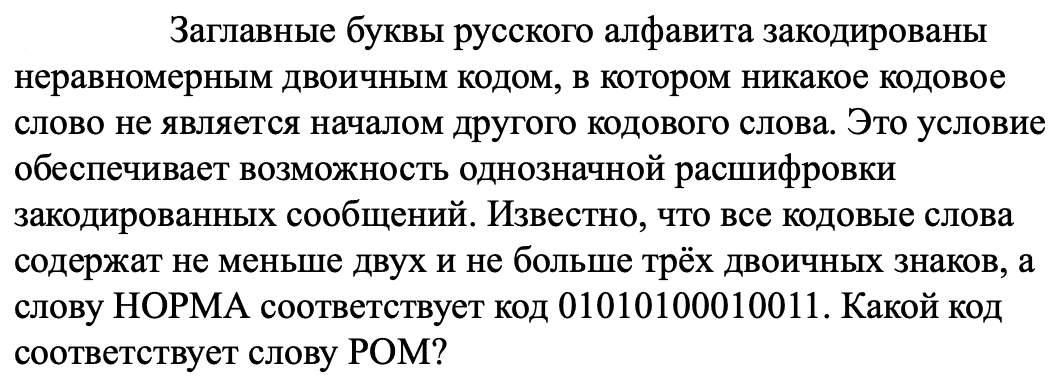 Заглавные буквы русского алфавита закодированы
неравномерным двоичным кодом, в котором никакое кодовое
слово не является началом другого кодового слова. Это условие
обеспечивает возможность однозначной расшифровки
закодированных сообщений. Известно, что все кодовые слова
содержат не меньше двух и не больше трёх двоичных знаков, а
слову НОРМА соответствует код 01010100010011. Какой код
соответствует слову РОМ?